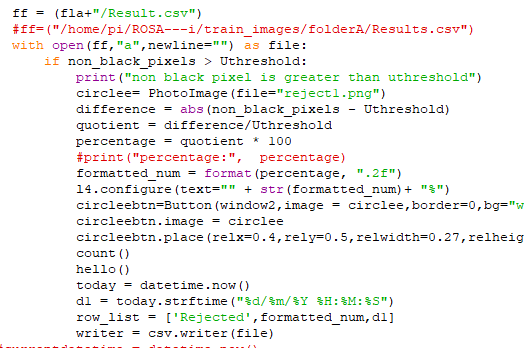 ff = (fla+"/Result.csv")
#ff=("/home/pi/ROSA---i/train_images/folderA/Results.csv")
with open(ff,"a",newline="") as file:
if non_black_pixels > Uthreshold:
print("non black pixel is greater than uthreshold")
circlee= PhotoImage(file="reject1.png")
difference = abs(non_black_pixels - Uthreshold)
quotient = difference/Uthreshold
percentage = quotient * 100
#print("percentage:",  percentage)
formatted_num = format(percentage, ".2f")
l4.configure(text="" + str(formatted_num)+ "%")
circleebtn=Button(window2,image = circlee,border=0,bg="w
circleebtn.image = circlee
circleebtn.place(relx=0.4,rely=0.5,relwidth=0.27,relheig
count()
hello()
today = datetime.now()
d1 = today.strftime("%d/%m/%Y %H:%M:%S")
row_list = ['Rejected',formatted_num,d1]
writer = csv.writer(file)